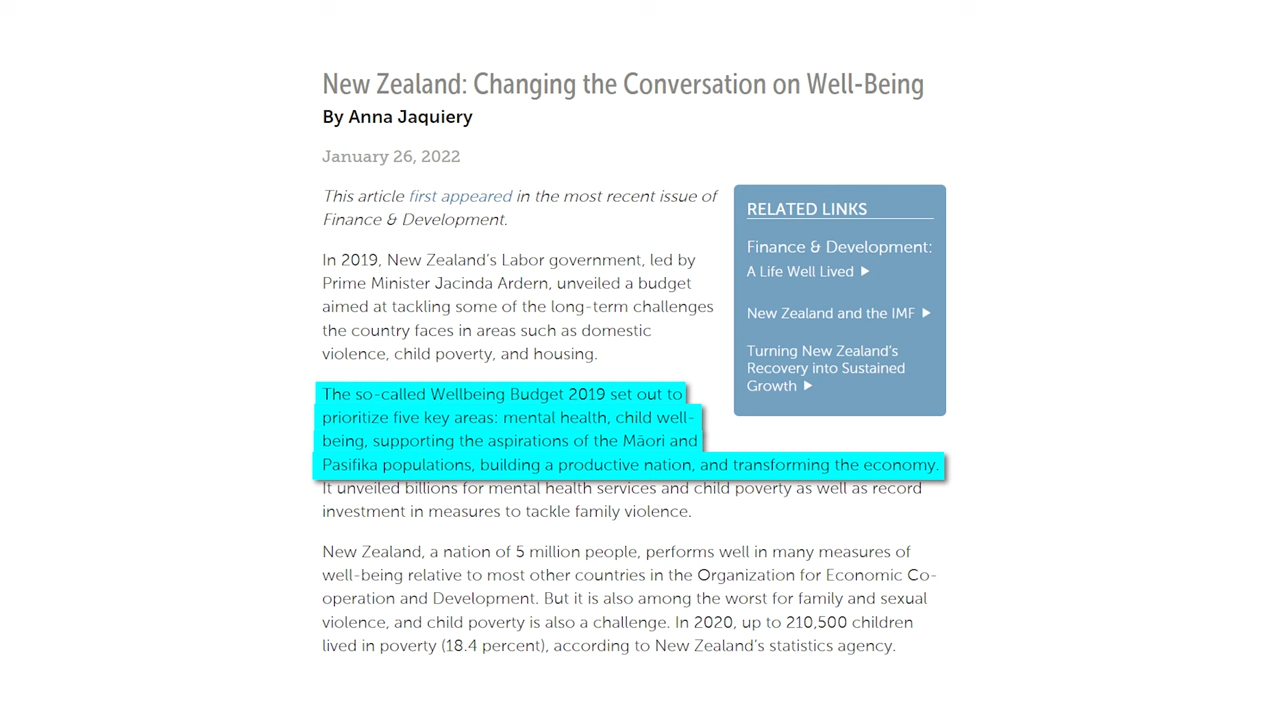 New Zealand: Changing the Conversation on Well-Being
By Anna Jaquiery
January 26, 2022
This article first appeared in the most recent issue of
Finance & Development.
In 2019, New Zealand's Labor government, led by
Prime Minister Jacinda Ardern, unveiled a budget
aimed at tackling some of the long-term challenges
the country faces in areas such as domestic
violence, child poverty, and housing.
The so-called Wellbeing Budget 2019 set out to
prioritize five key areas: mental health, child well-
being, supporting the aspirations of the Māori and
Pasifika populations, building a productive nation, and transforming the economy.
It unveiled billions for mental health services and child poverty as well as record
investment in measures to tackle family violence.
New Zealand, a nation of 5 million people, performs well in many measures of
well-being relative to most other countries in the Organization for Economic Co-
operation and Development. But it is also among the worst for family and sexual
violence, and child poverty is also a challenge. In 2020, up to 210,500 children
lived in poverty (18.4 percent), according to New Zealand's statistics agency.
RELATED LINKS
Finance & Development:
A Life Well Lived
New Zealand and the IMF
Turning New Zealand's
Recovery into Sustained
Growth